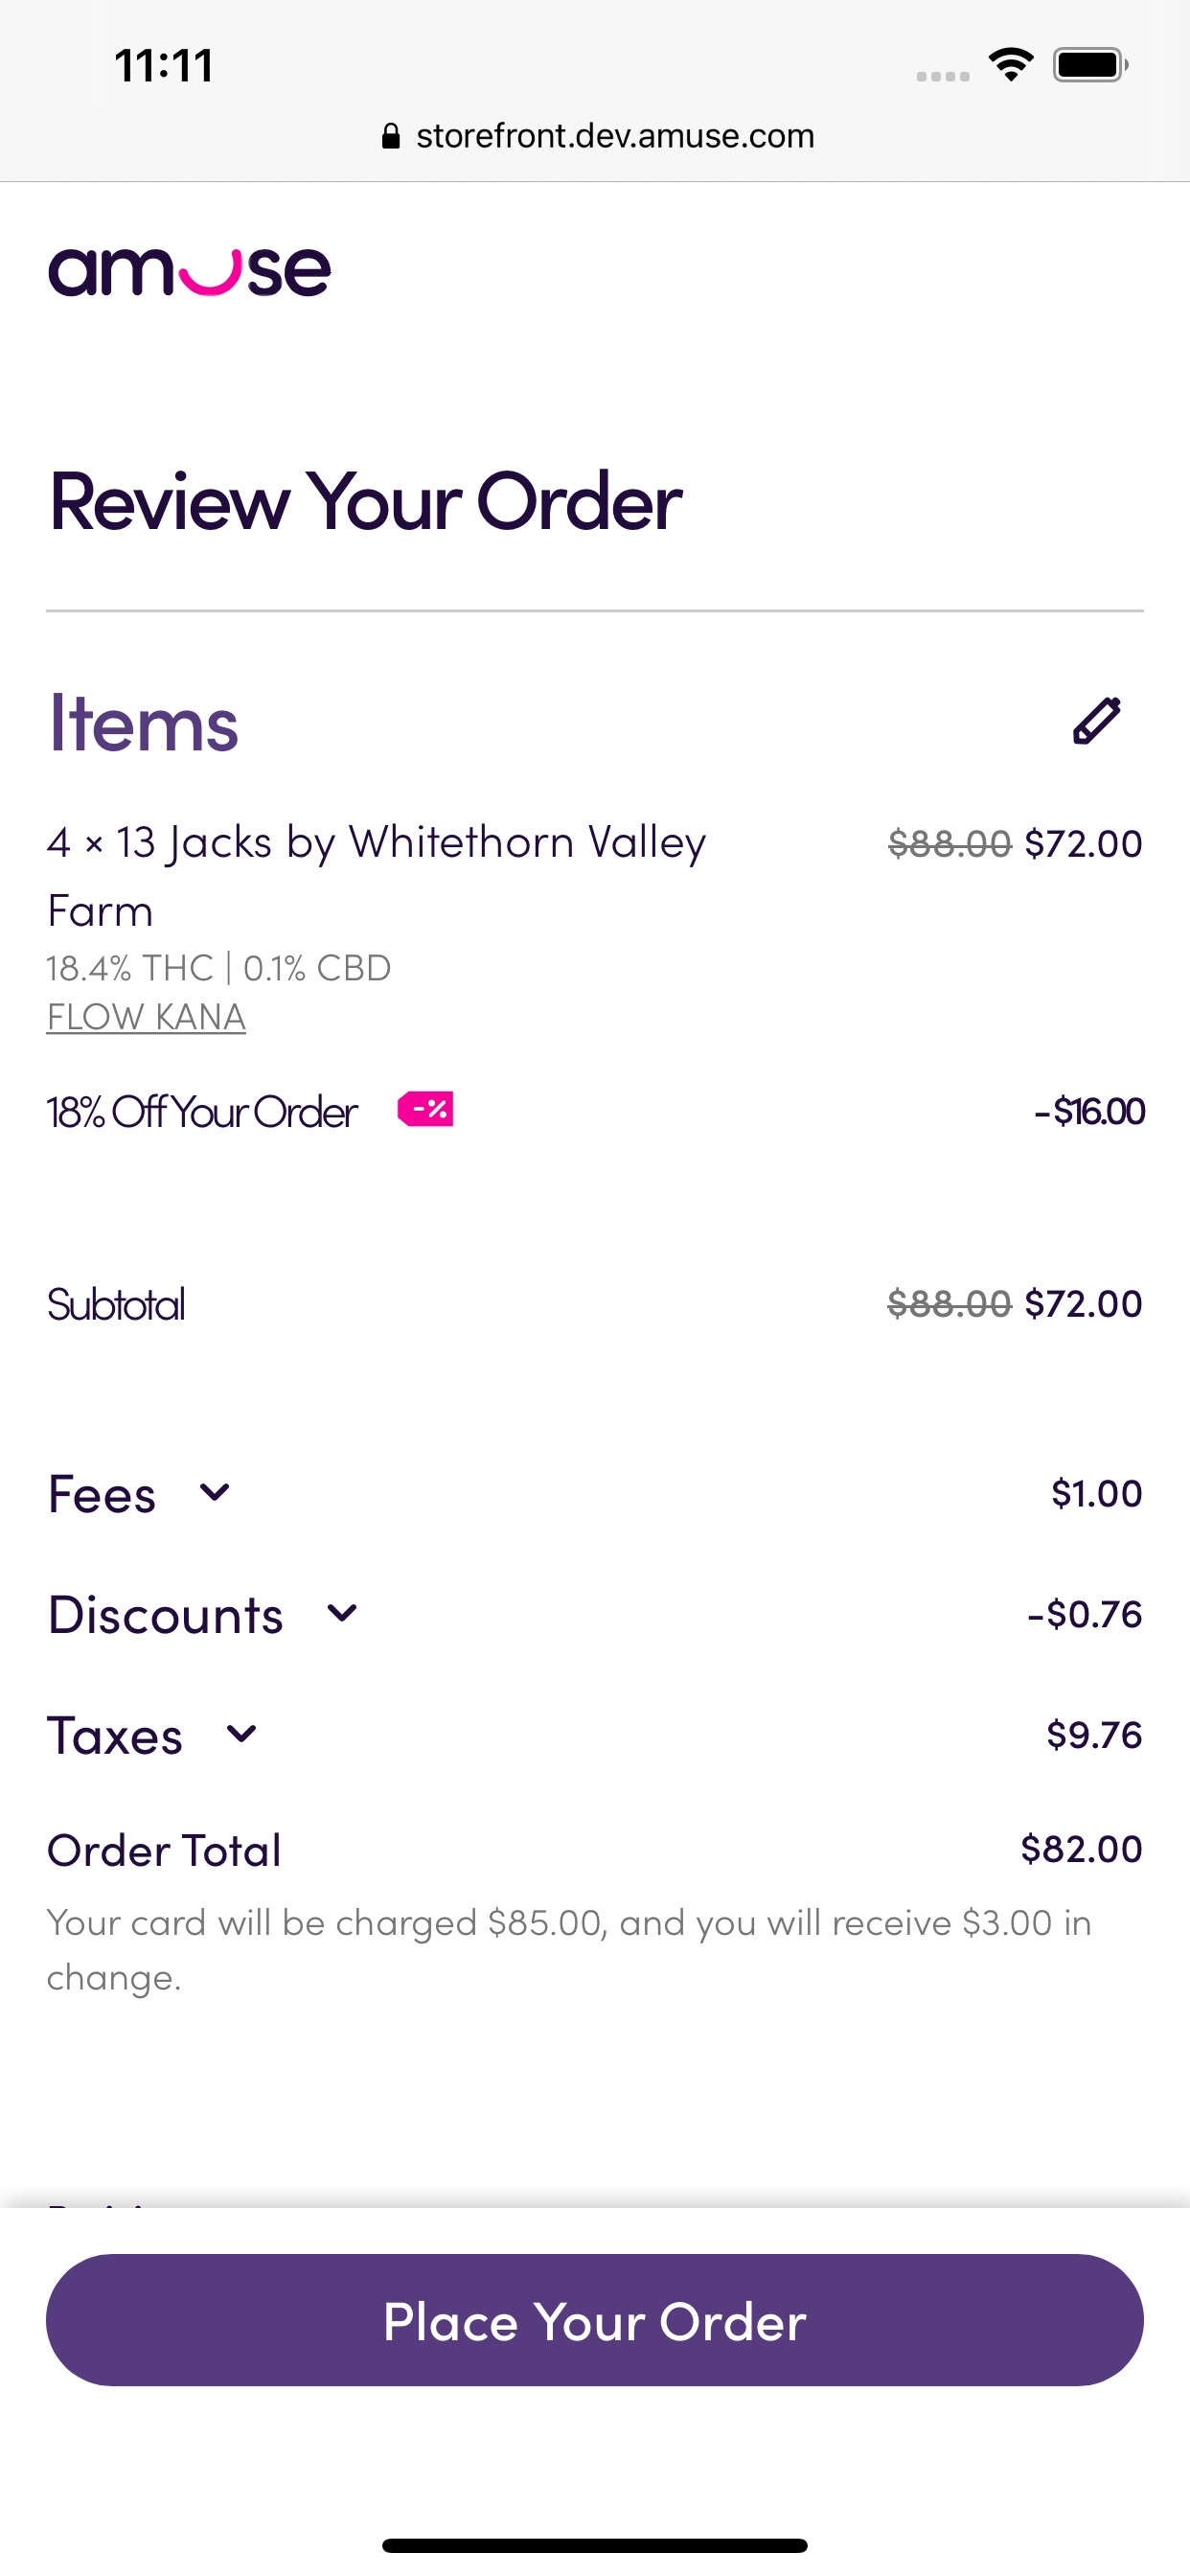 11:11
storefront.dev.amuse.com
amuse
Review Your Order
Items
4 × 13 Jacks by Whitethorn Valley
Farm
$88.00 $72.00
18.4% THC | 0.1% CBD
FLOW KANA
18% Off Your Order -% -$16.00
Subtotal $88.00 $72.00
Fees $1.00
Discounts -$0.76
Taxes $9.76
Order Total $82.00
Your card will be charged $85.00, and you will receive $3.00 in
change.
Place Your Order